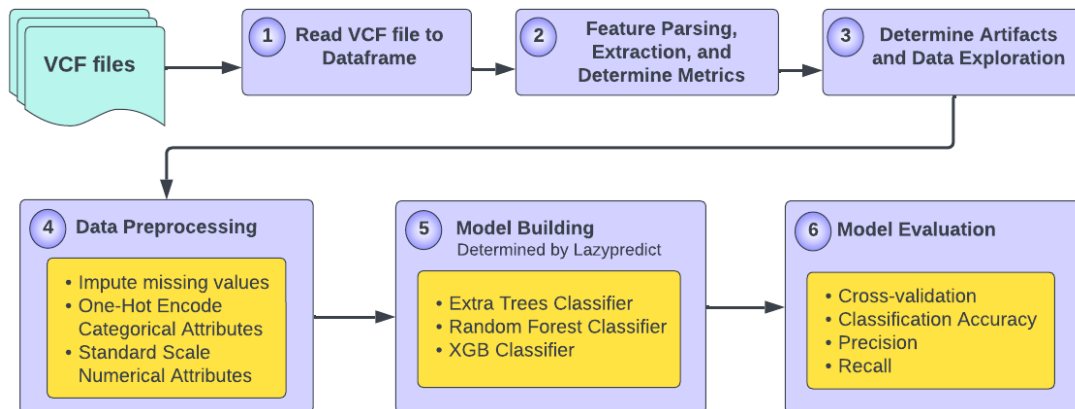 VCF files
1
Read VCF file to
Dataframe
2
Feature Parsing,
Extraction, and
Determine Metrics
3
Determine Artifacts
and Data Exploration
4
Data Preprocessing
• Impute missing values
• One-Hot Encode
Categorical Attributes
• Standard Scale
Numerical Attributes
5
Model Building
Determined by Lazypredict
• Extra Trees Classifier
• Random Forest Classifier
• XGB Classifier
6
Model Evaluation
• Cross-validation
• Classification Accuracy
• Precision
• Recall